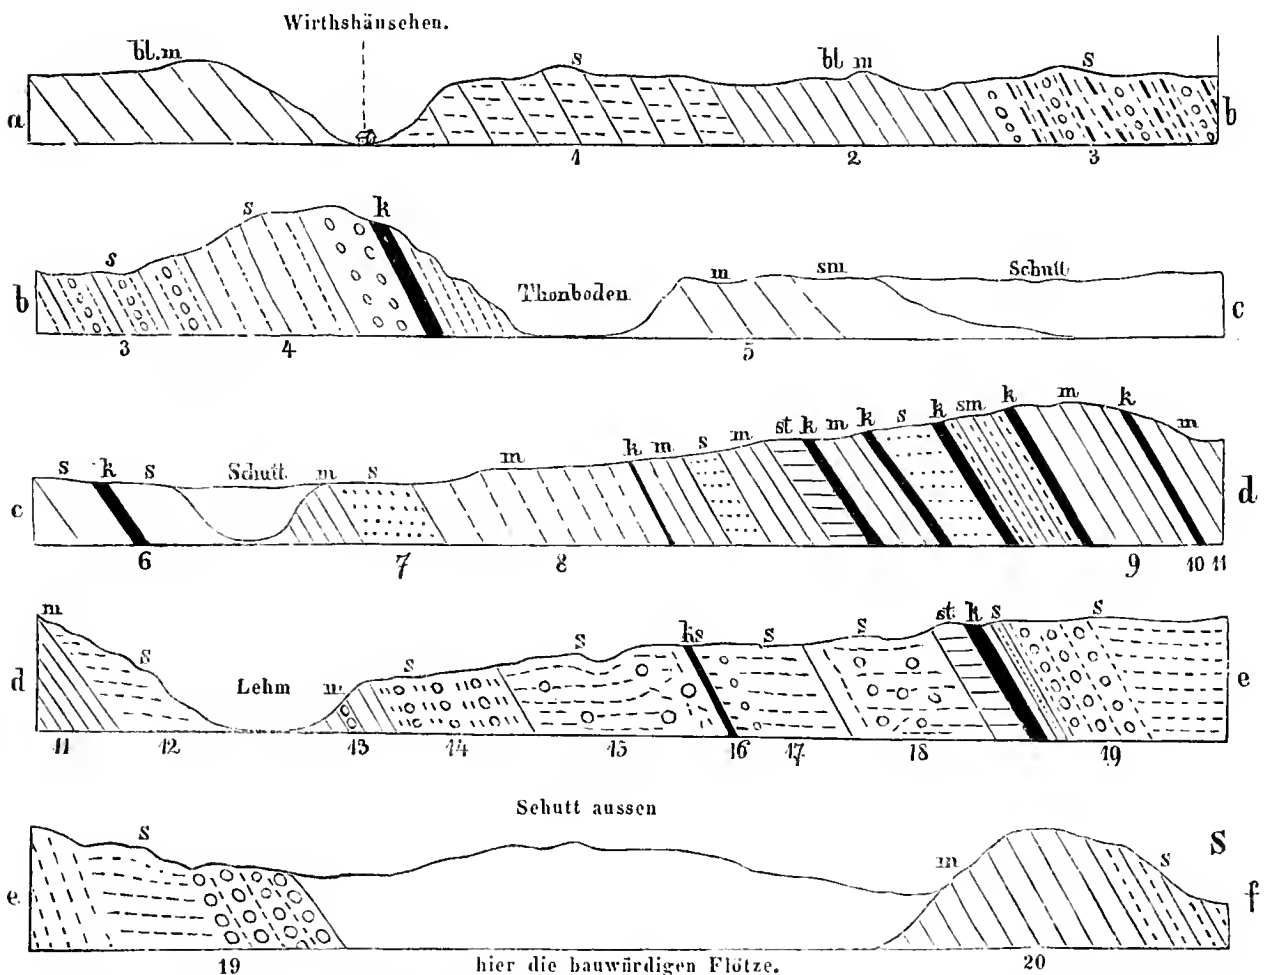 Wirthshäuschen.
bl.m s bl m s
a b
1 2 3
s s k m sm Schutt
b Thonboden c
3 4 5
s k s Schutt m s m k m s m st k m k s k sm k m k m
c d
6 7 8 9 10 11
m s Lehm m s s ks s s st k s s
d e
11 12 13 14 15 16 17 18 19
Schutt aussen
s m s S
e f
19 hier die bauwürdigen Flötze. 20